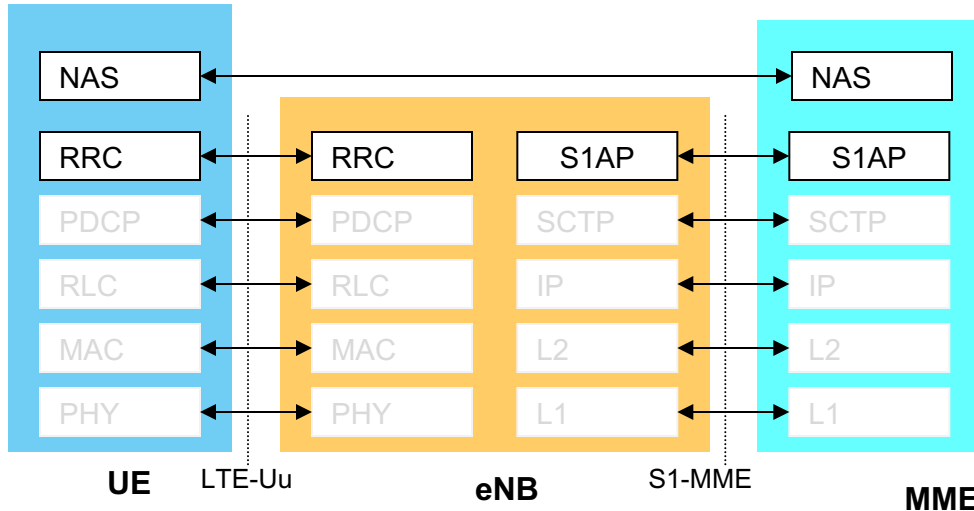 NAS NAS
RRC RRC S1AP S1AP
PDCP PDCP SCTP SCTP
RLC RLC IP IP
MAC MAC L2 L2
PHY PHY L1 L1
UE LTE-Uu eNB S1-MME MME